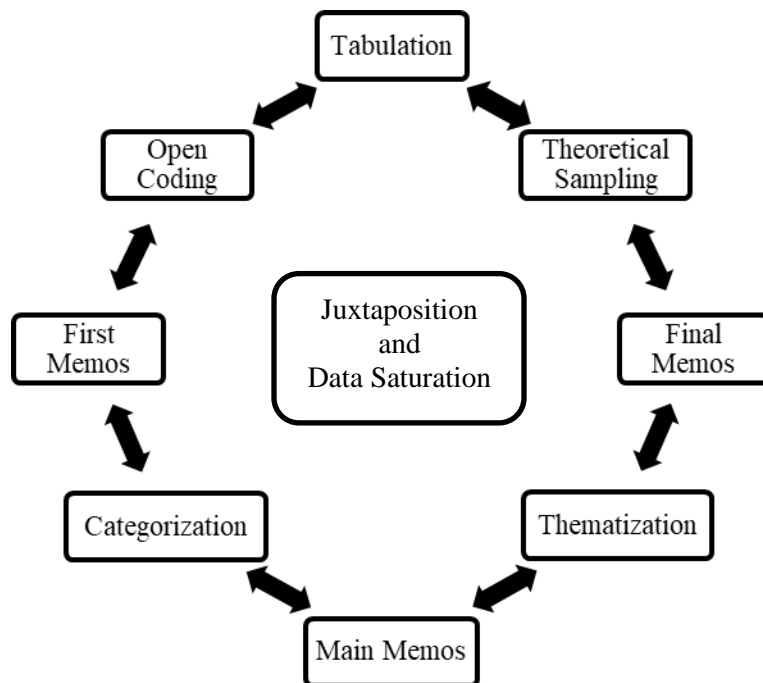 Tabulation
Open
Coding
Theoretical
Sampling
First
Memos
Juxtaposition
and
Data Saturation
Final
Memos
Categorization
Thematization
Main Memos